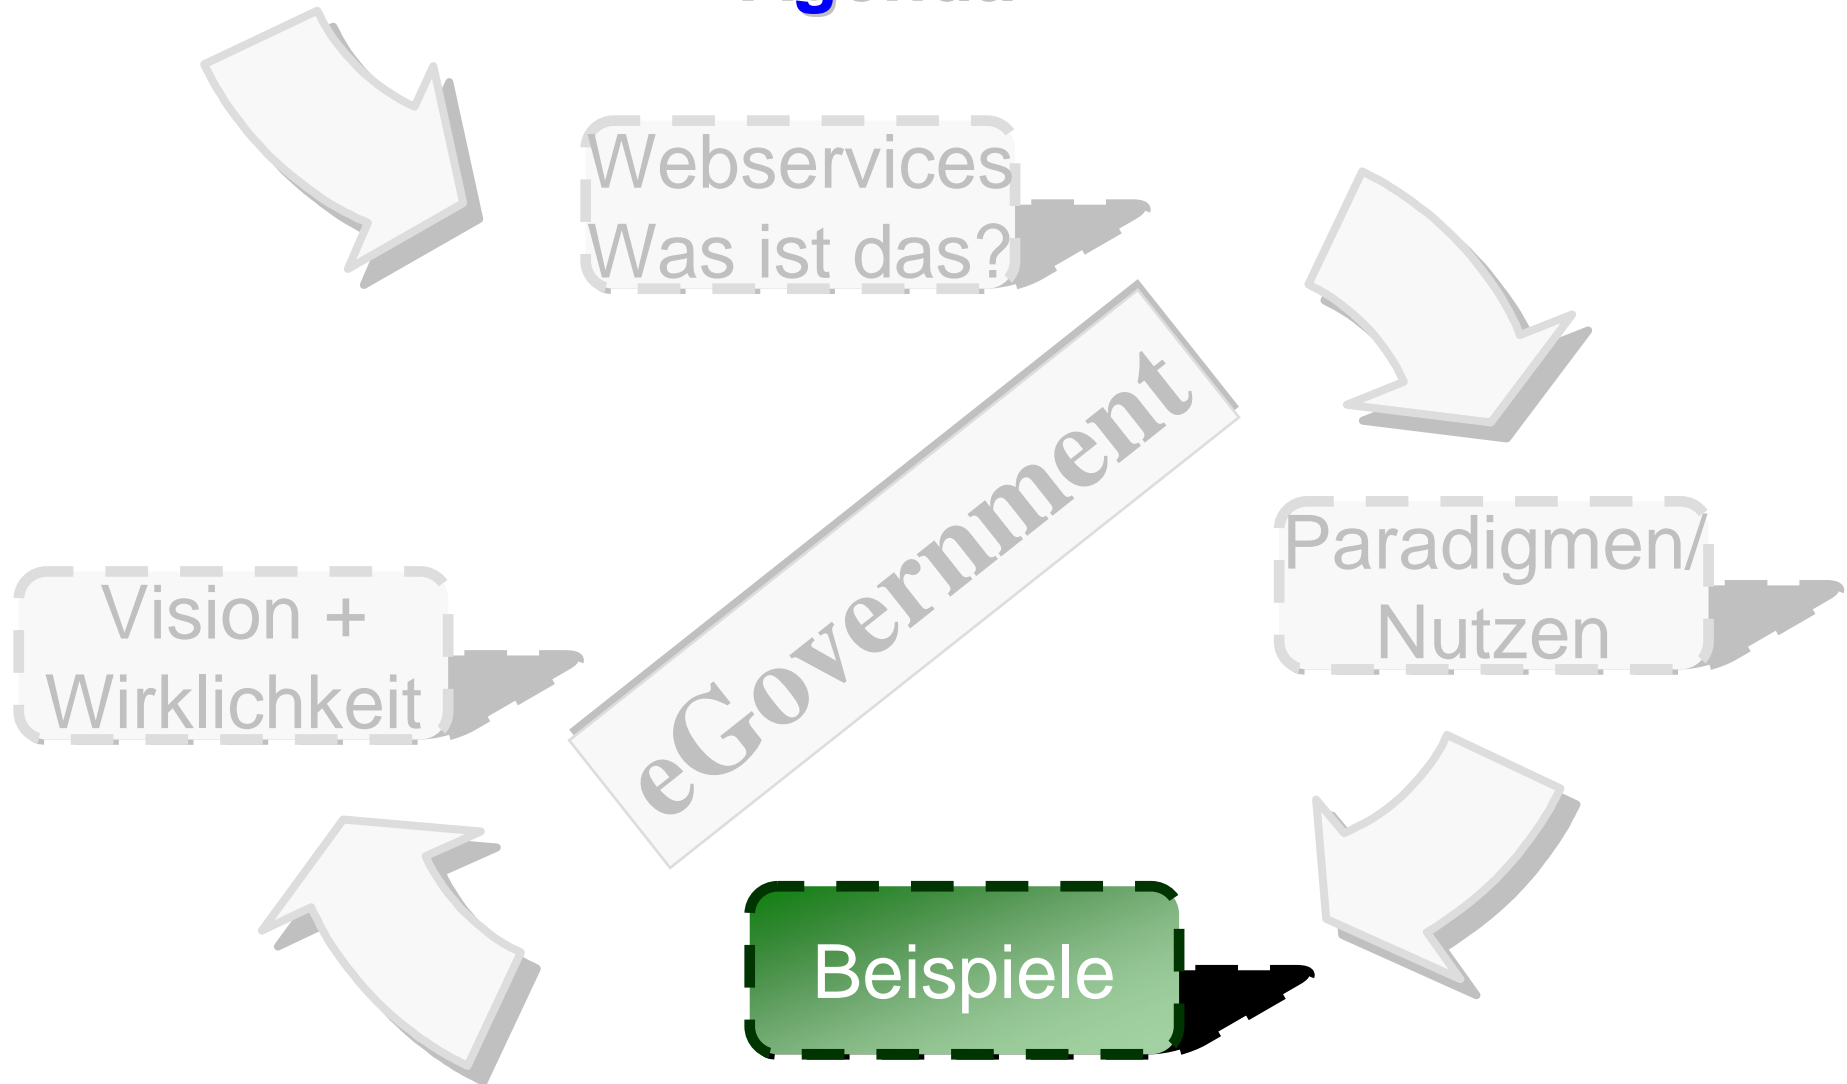 Webservices
Was ist das?
eGovernment
Paradigmen/
Nutzen
Vision +
Wirklichkeit
Beispiele